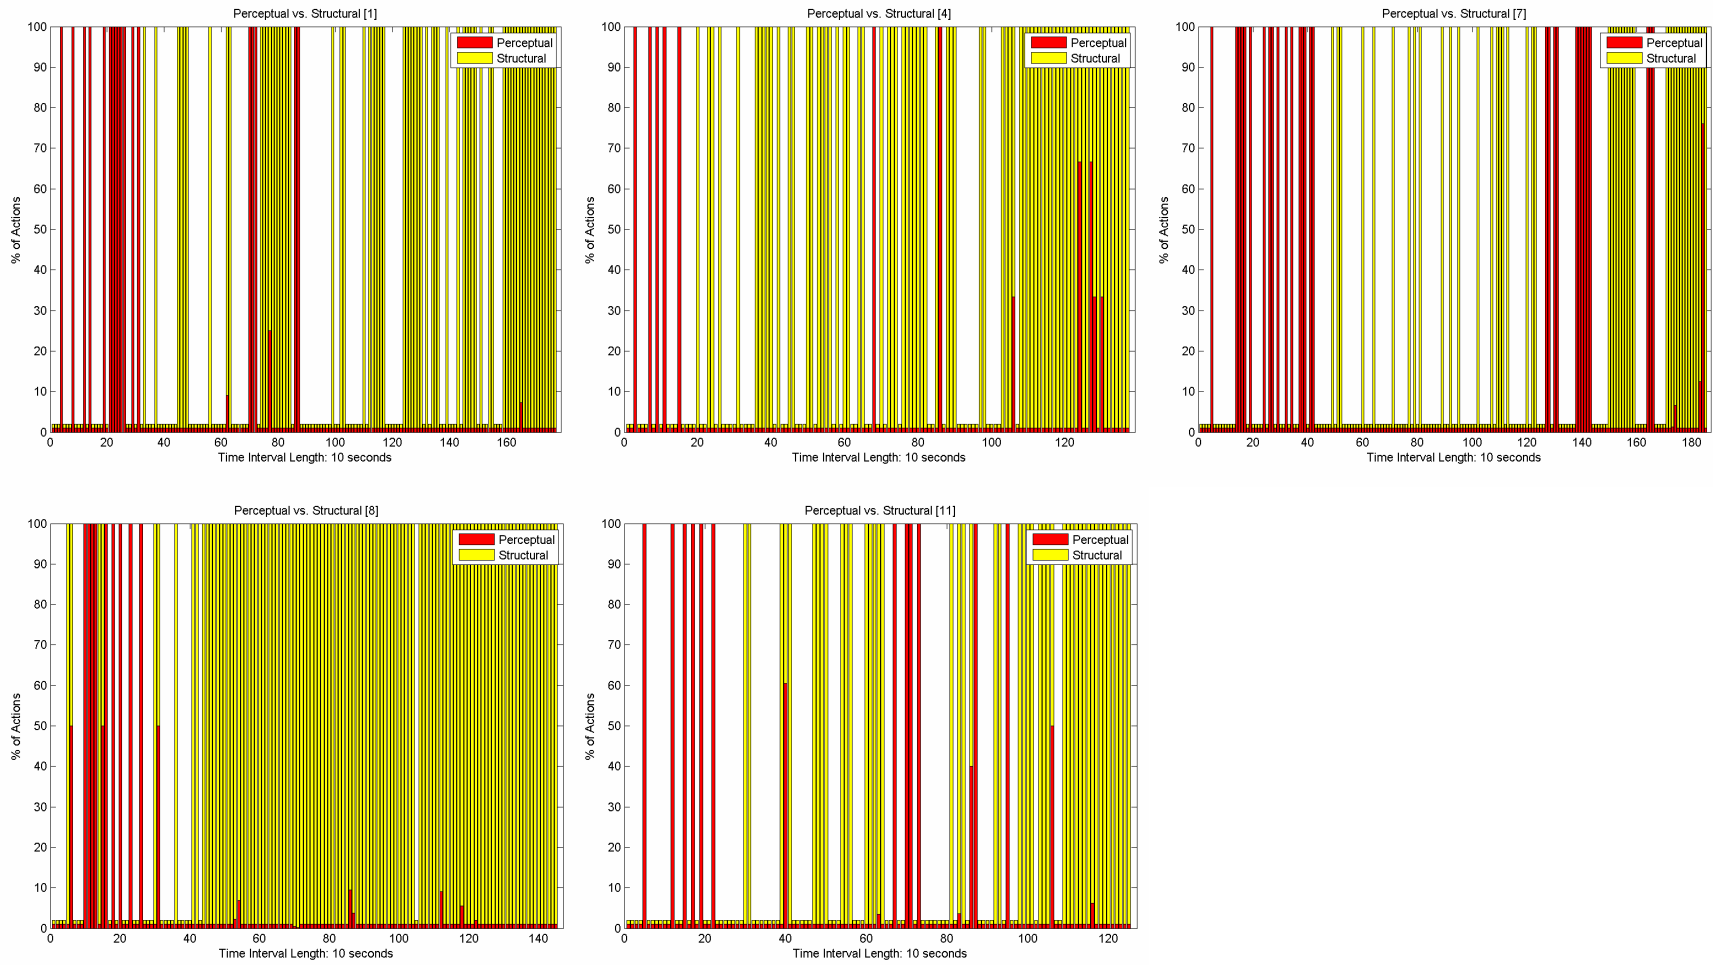 Perceptual vs. Structural [1]
100
90
80
70
60
50
40
30
20
10
0
% of Actions
Perceptual
Structural
0 20 40 60 80 100 120 140 160
Time Interval Length: 10 seconds
Perceptual vs. Structural [4]
100
90
80
70
60
50
40
30
20
10
0
% of Actions
Perceptual
Structural
0 20 40 60 80 100 120
Time Interval Length: 10 seconds
Perceptual vs. Structural [7]
100
90
80
70
60
50
40
30
20
10
0
% of Actions
Perceptual
Structural
0 20 40 60 80 100 120 140 160 180
Time Interval Length: 10 seconds
Perceptual vs. Structural [8]
100
90
80
70
60
50
40
30
20
10
0
% of Actions
Perceptual
Structural
0 20 40 60 80 100 120 140
Time Interval Length: 10 seconds
Perceptual vs. Structural [11]
100
90
80
70
60
50
40
30
20
10
0
% of Actions
Perceptual
Structural
0 20 40 60 80 100 120
Time Interval Length: 10 seconds